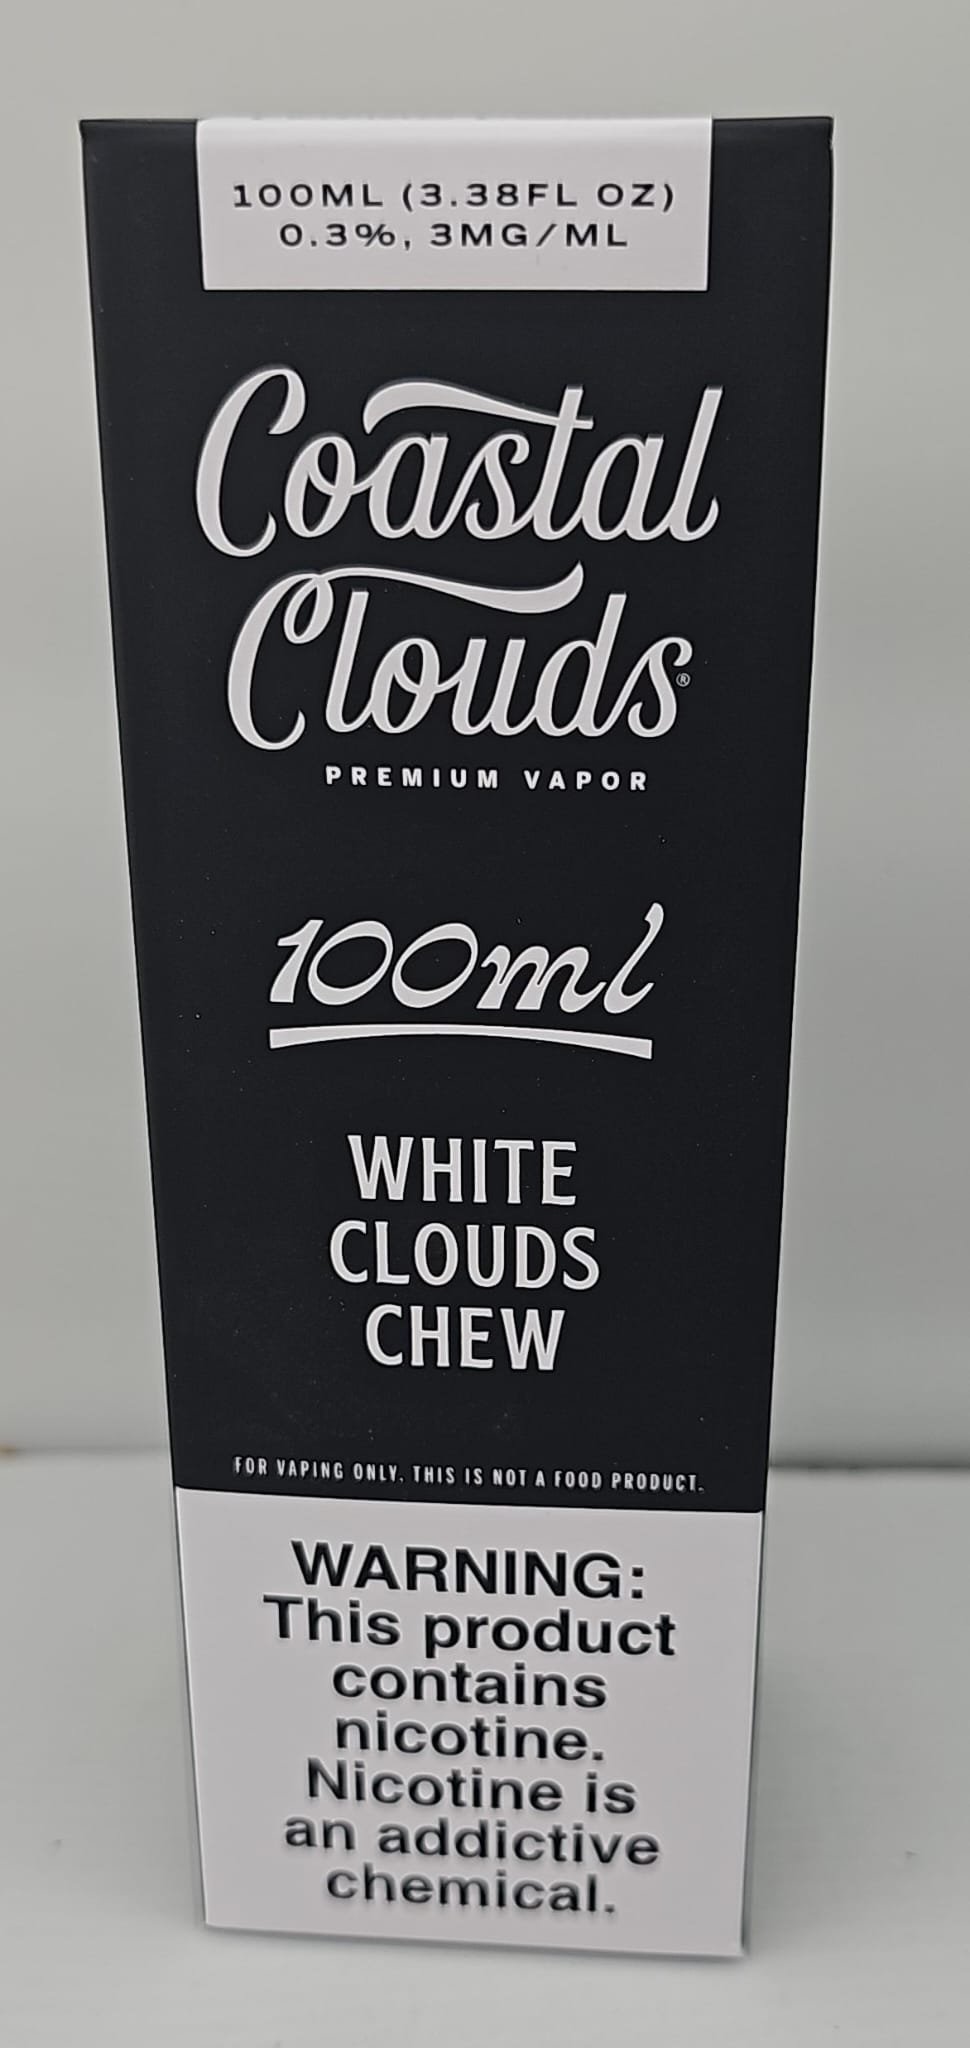 100ML (3.38FL OZ)
0.3%, 3MG/ML
Coastal
Clouds®
PREMIUM VAPOR
100ml
WHITE
CLOUDS
CHEW
FOR VAPING ONLY. THIS IS NOT A FOOD PRODUCT.
WARNING:
This product
contains
nicotine.
Nicotine is
an addictive
chemical.